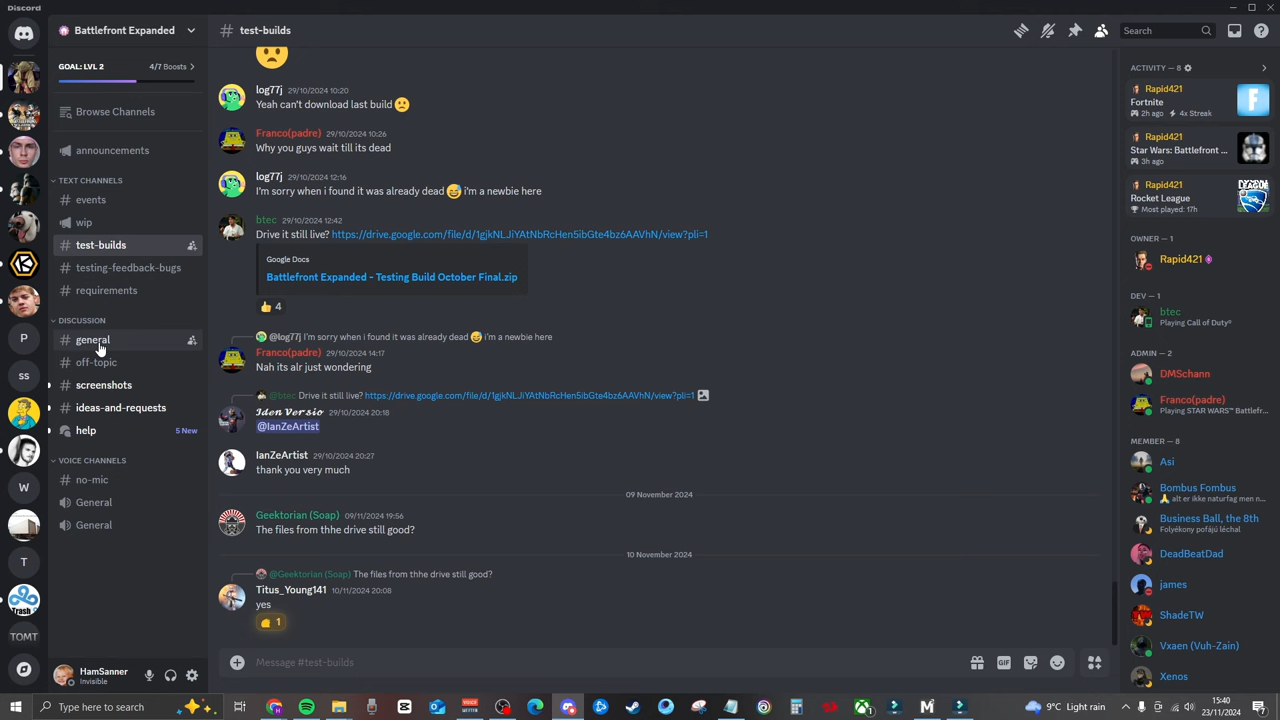 Discord
Battlefront Expanded
# test-builds
Search
GOAL: LVL 2
4/7 Boosts >
Browse Channels
announcements
TEXT CHANNELS
events
wip
# test-builds
# testing-feedback-bugs
# requirements
DISCUSSION
# general
# off-topic
# screenshots
# ideas-and-requests
help
5 New
VOICE CHANNELS
# no-mic
General
General
HamSanner
Invisible
P
ss
W
T
Trash
TOMT
log77j 29/10/2024 10:20
Yeah can't download last build
Franco(padre) 29/10/2024 10:26
Why you guys wait till its dead
log77j 29/10/2024 12:16
I'm sorry when i found it was already dead 😅 i'm a newbie here
btec 29/10/2024 12:42
Drive it still live? https://drive.google.com/file/d/1gjkNLJiYAtNbRcHen5ibGte4bz6AAVhN/view?pli=1
Google Docs
Battlefront Expanded - Testing Build October Final.zip
👍 4
@log77j I'm sorry when i found it was already dead 😅 i'm a newbie here
Franco(padre) 29/10/2024 14:17
Nah its alr just wondering
@btec Drive it still live? https://drive.google.com/file/d/1gjkNLJiYAtNbRcHen5ibGte4bz6AAVhN/view?pli=1
𝓘𝓭𝓮𝓷 𝓥𝓮𝓻𝓼𝓲𝓸 29/10/2024 20:18
@IanZeArtist
IanZeArtist 29/10/2024 20:27
thank you very much
09 November 2024
Geektorian (Soap) 09/11/2024 19:56
The files from thhe drive still good?
10 November 2024
@Geektorian (Soap) The files from thhe drive still good?
Titus_Young141 10/11/2024 20:08
yes
1
Message #test-builds
GIF
ACTIVITY — 8
Rapid421
Fortnite
2h ago 4x Streak
Rapid421
Star Wars: Battlefront ...
3h ago
Rapid421
Rocket League
Most played: 17h
OWNER — 1
Rapid421
DEV — 1
btec
Playing Call of Duty®
ADMIN — 2
DMSchann
Franco(padre)
Playing STAR WARS™ Battlefr...
MEMBER — 8
Asi
Bombus Fombus
🙏 alt er ikke naturfag men n...
Business Ball, the 8th
Folyékony pofájú léchal
DeadBeatDad
james
ShadeTW
Vxaen (Vuh-Zain)
Xenos
Type here to search
9°C Light rain
15:40
23/11/2024